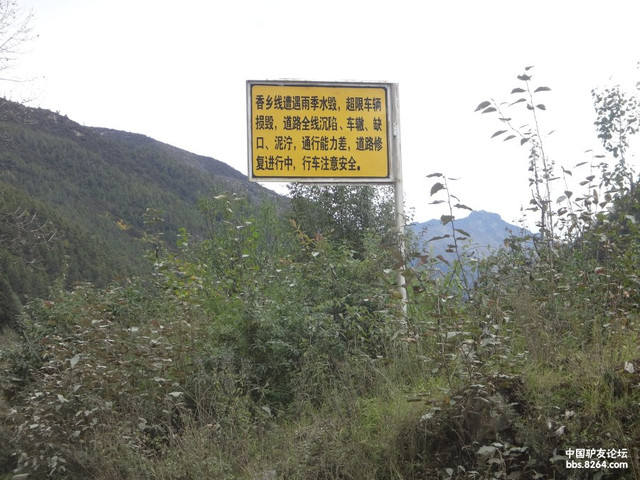 香乡线遭遇雨季水毁，超限车辆
损毁，道路全线沉陷、车辙、缺
口、泥泞，通行能力差，道路修
复进行中，行车注意安全。
中国驴友论坛
bbs.8264.com